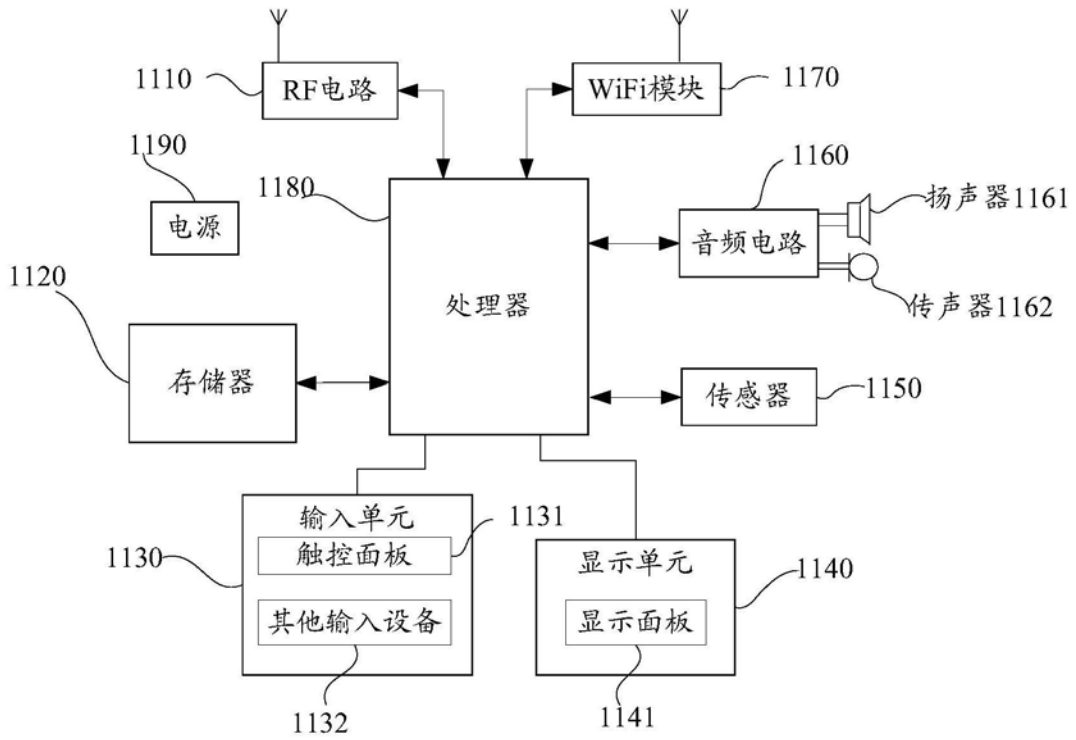 1110
RF电路
WiFi模块
1170
1190
电源
1180
1160
扬声器1161
音频电路
传声器1162
1120
存储器
处理器
传感器
1150
输入单元
1131
触控面板
1130
其他输入设备
1132
显示单元
1140
显示面板
1141